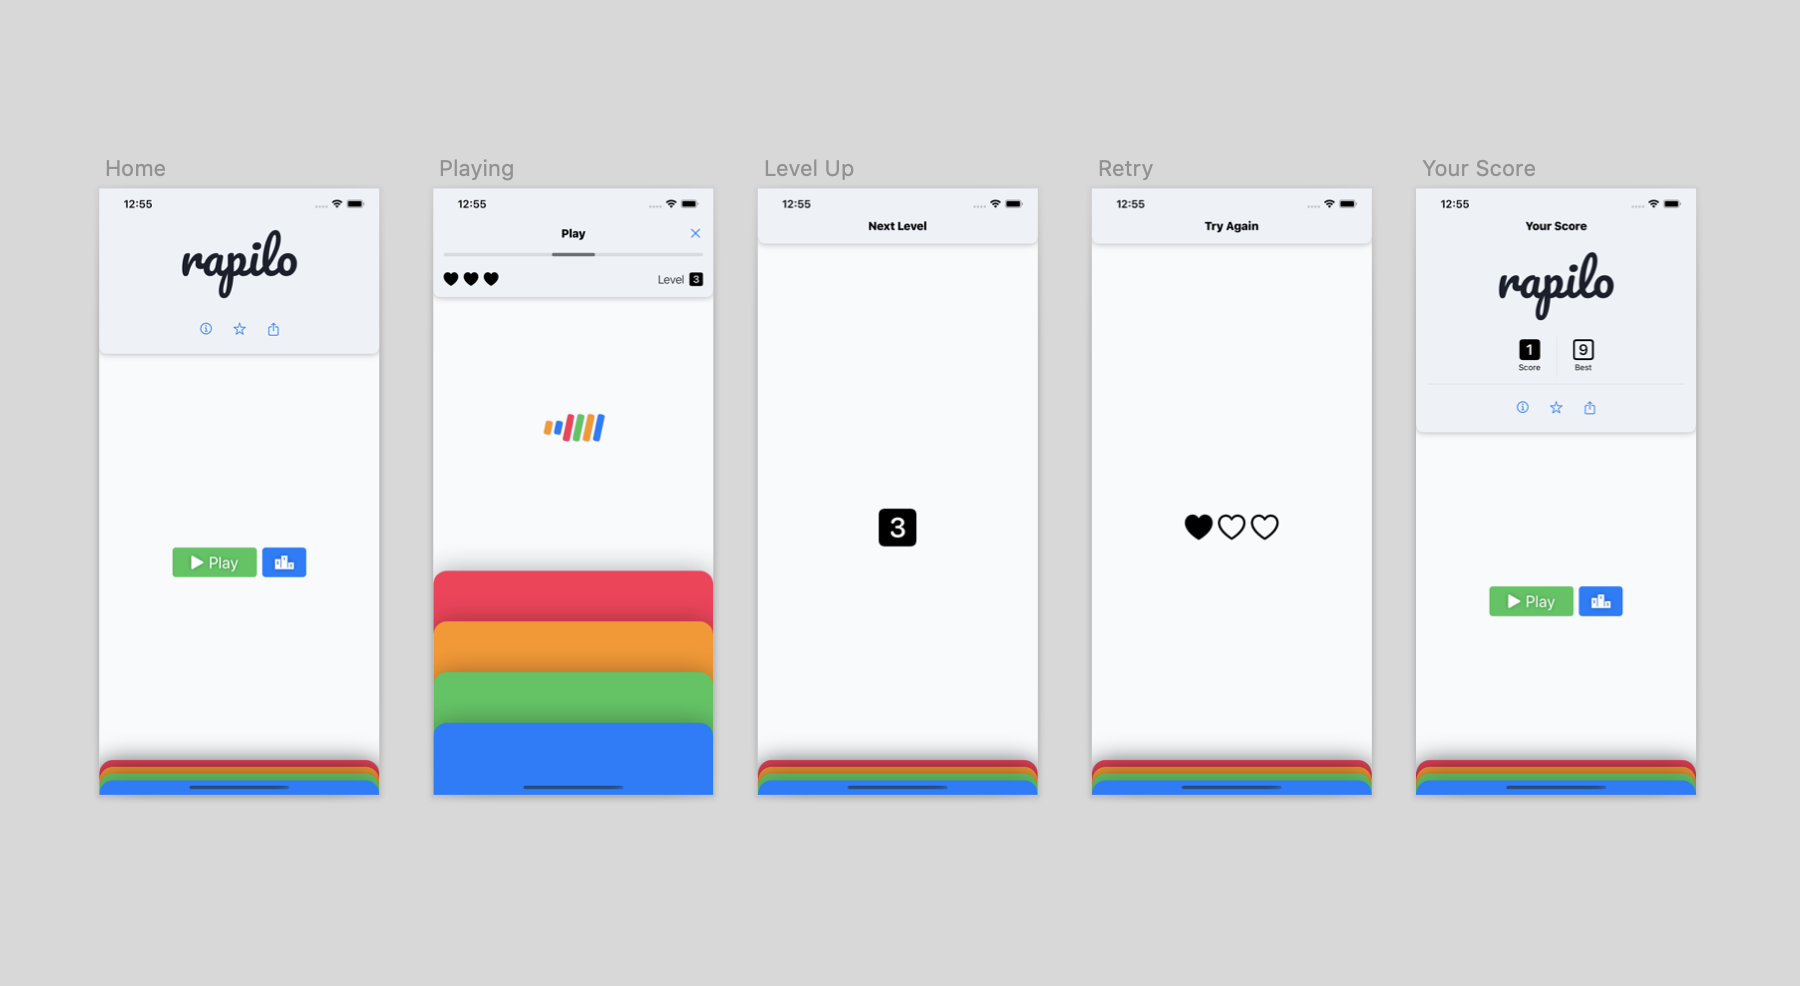 Home
12:55
rapilo
Play
Playing
12:55
Play
Level 3
Level Up
12:55
Next Level
3
Retry
12:55
Try Again
Your Score
12:55
Your Score
rapilo
1 9
Score Best
Play